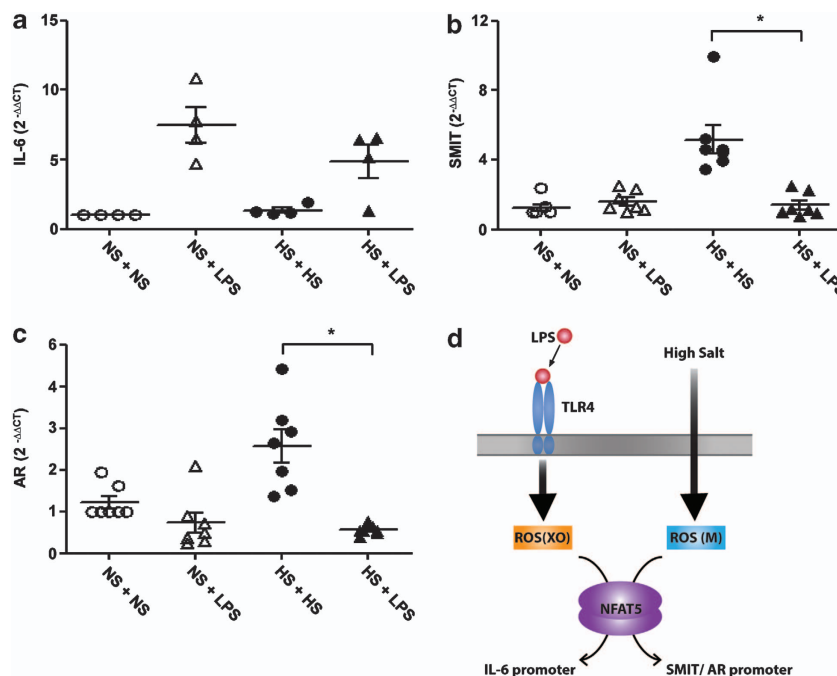 a
IL-6 (2⁻ΔΔCT)
15
10
5
0
NS + NS
NS + LPS
HS + HS
HS + LPS
b
SMIT (2⁻ΔΔCT)
12
8
4
0
*
NS + NS
NS + LPS
HS + HS
HS + LPS
c
AR (2⁻ΔΔCT)
6
4
3
2
1
0
*
NS + NS
NS + LPS
HS + HS
HS + LPS
d
LPS
High Salt
TLR4
ROS(XO)
ROS (M)
NFAT5
IL-6 promoter
SMIT/ AR promoter